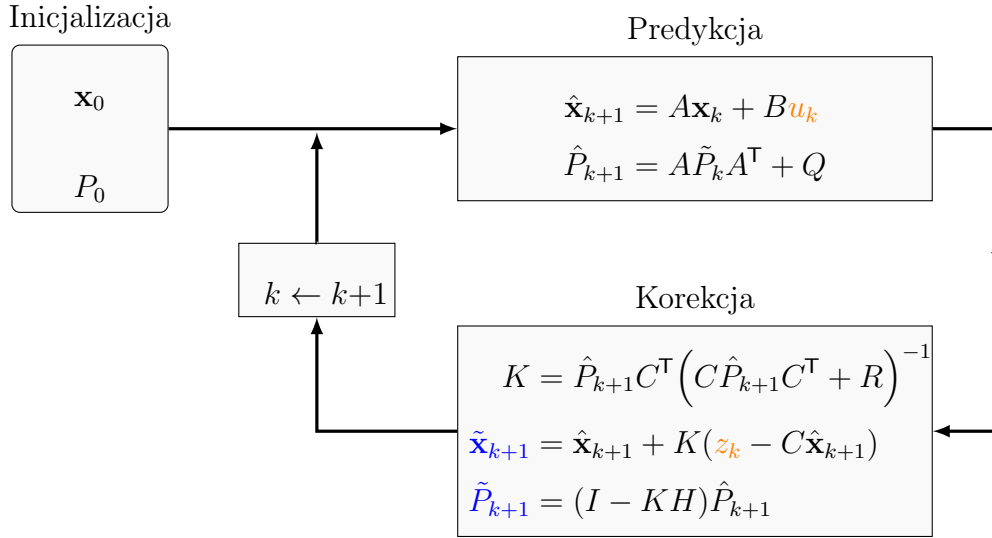 Inicjalizacja
𝐱₀
P₀
Predykcja
𝐱̂ₖ₊₁ = A𝐱ₖ + Buₖ
P̂ₖ₊₁ = AP̃ₖAᵀ + Q
k ← k+1
Korekcja
K = P̂ₖ₊₁Cᵀ(CP̂ₖ₊₁Cᵀ + R)⁻¹
𝐱̃ₖ₊₁ = 𝐱̂ₖ₊₁ + K(zₖ − C𝐱̂ₖ₊₁)
P̃ₖ₊₁ = (I − KH)P̂ₖ₊₁